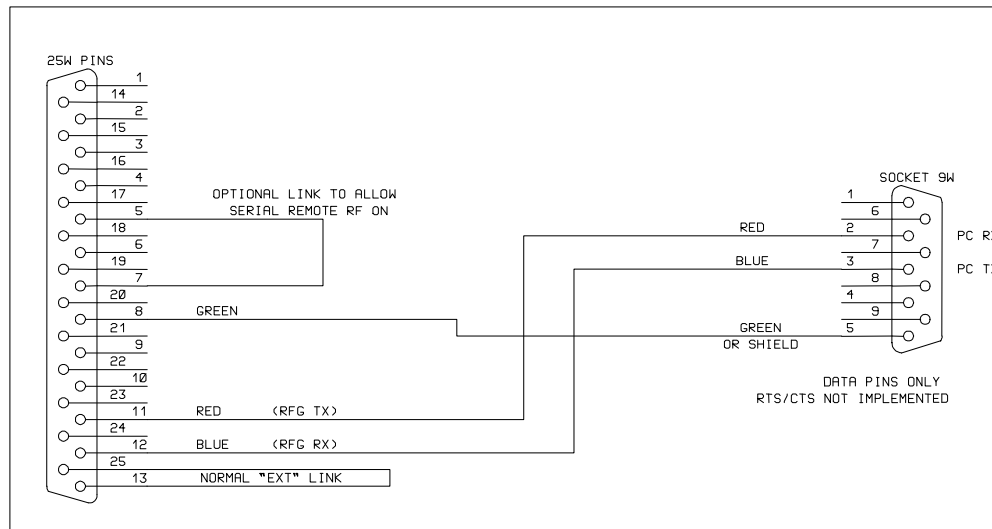 25W PINS
1
14
2
15
3
16
4
17
5
18
6
19
7
20
8
21
9
22
10
23
11
24
12
25
13
OPTIONAL LINK TO ALLOW
SERIAL REMOTE RF ON
GREEN
RED (RFG TX)
BLUE (RFG RX)
NORMAL "EXT" LINK
RED
BLUE
GREEN
OR SHIELD
SOCKET 9W
1
6
2
7
3
8
4
9
5
PC
PC
DATA PINS ONLY
RTS/CTS NOT IMPLEMENTED